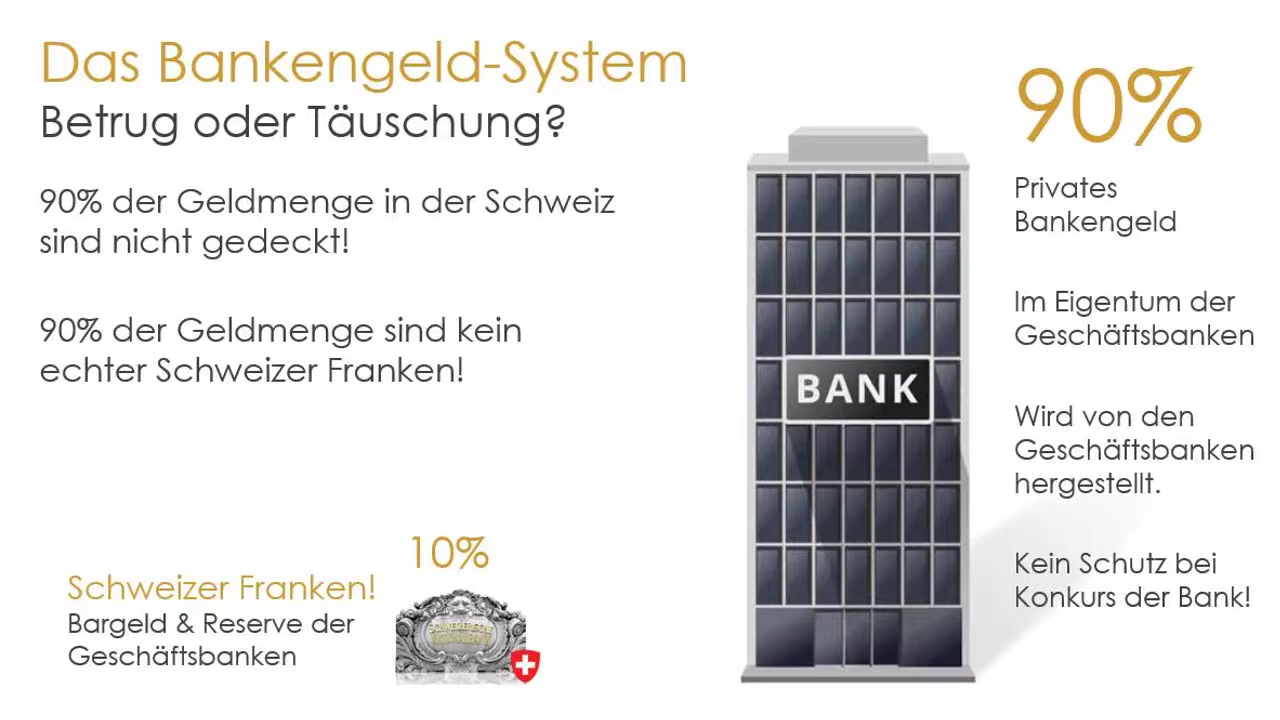 Das Bankengeld-System
Betrug oder Täuschung?
90% der Geldmenge in der Schweiz
sind nicht gedeckt!
90% der Geldmenge sind kein
echter Schweizer Franken!
10%
Schweizer Franken!
Bargeld & Reserve der
Geschäftsbanken
BANK
90%
Privates
Bankengeld
Im Eigentum der
Geschäftsbanken
Wird von den
Geschäftsbanken
hergestellt.
Kein Schutz bei
Konkurs der Bank!